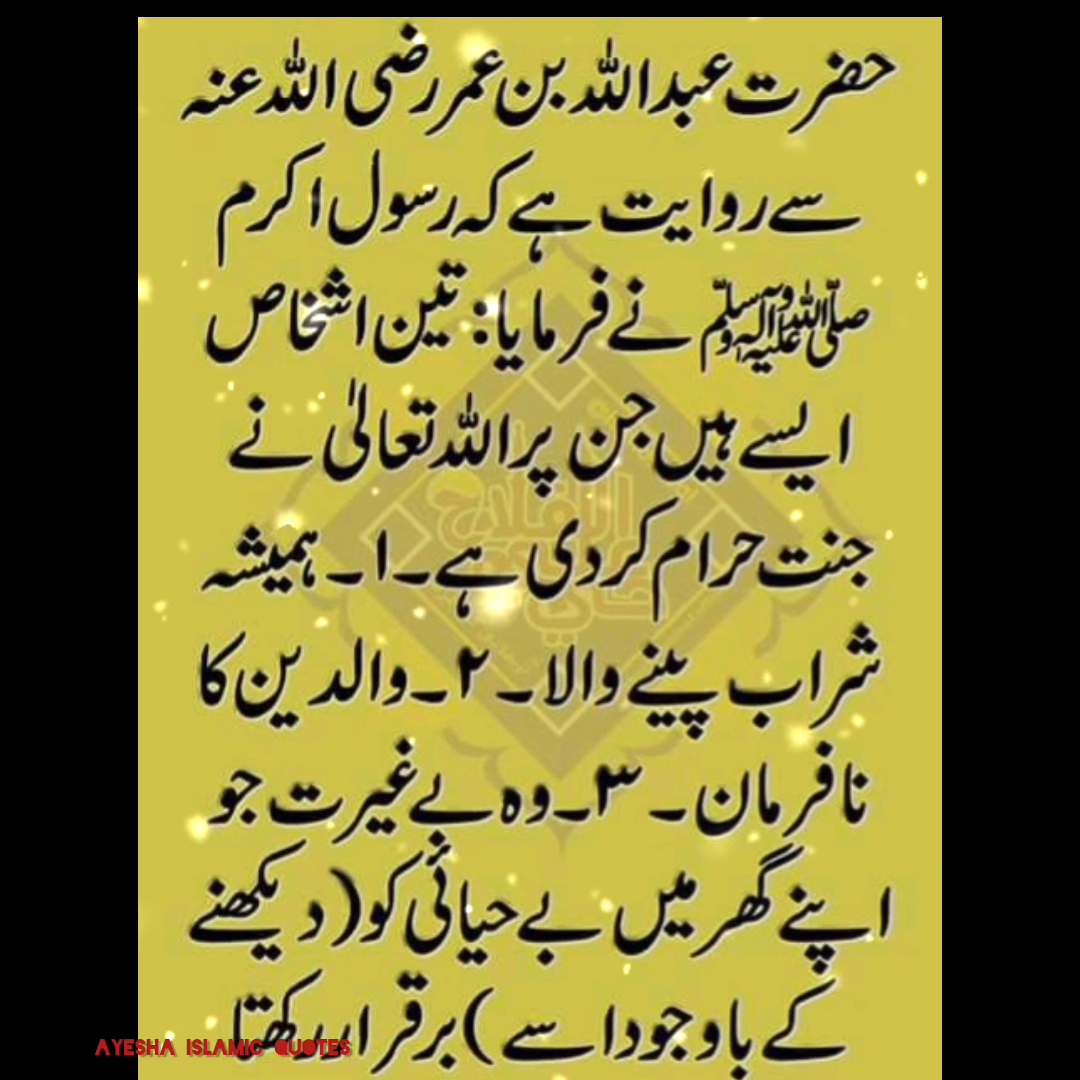 حضرت عبداللہ بن عمر رضی اللہ عنہ
سے روایت ہے کہ رسول اکرم
صلی اللہ علیہ وآلہ وسلم نے فرمایا: تین اشخاص
ایسے ہیں جن پر اللہ تعالیٰ نے
جنت حرام کردی ہے۔۱۔ہمیشہ
شراب پینے والا۔۲۔والدین کا
نافرمان۔۳۔وہ بے غیرت جو
اپنے گھر میں بے حیائی کو(دیکھنے
کے باوجود اسے)برقرار رکھتا
AYESHA ISLAMIC QUOTES